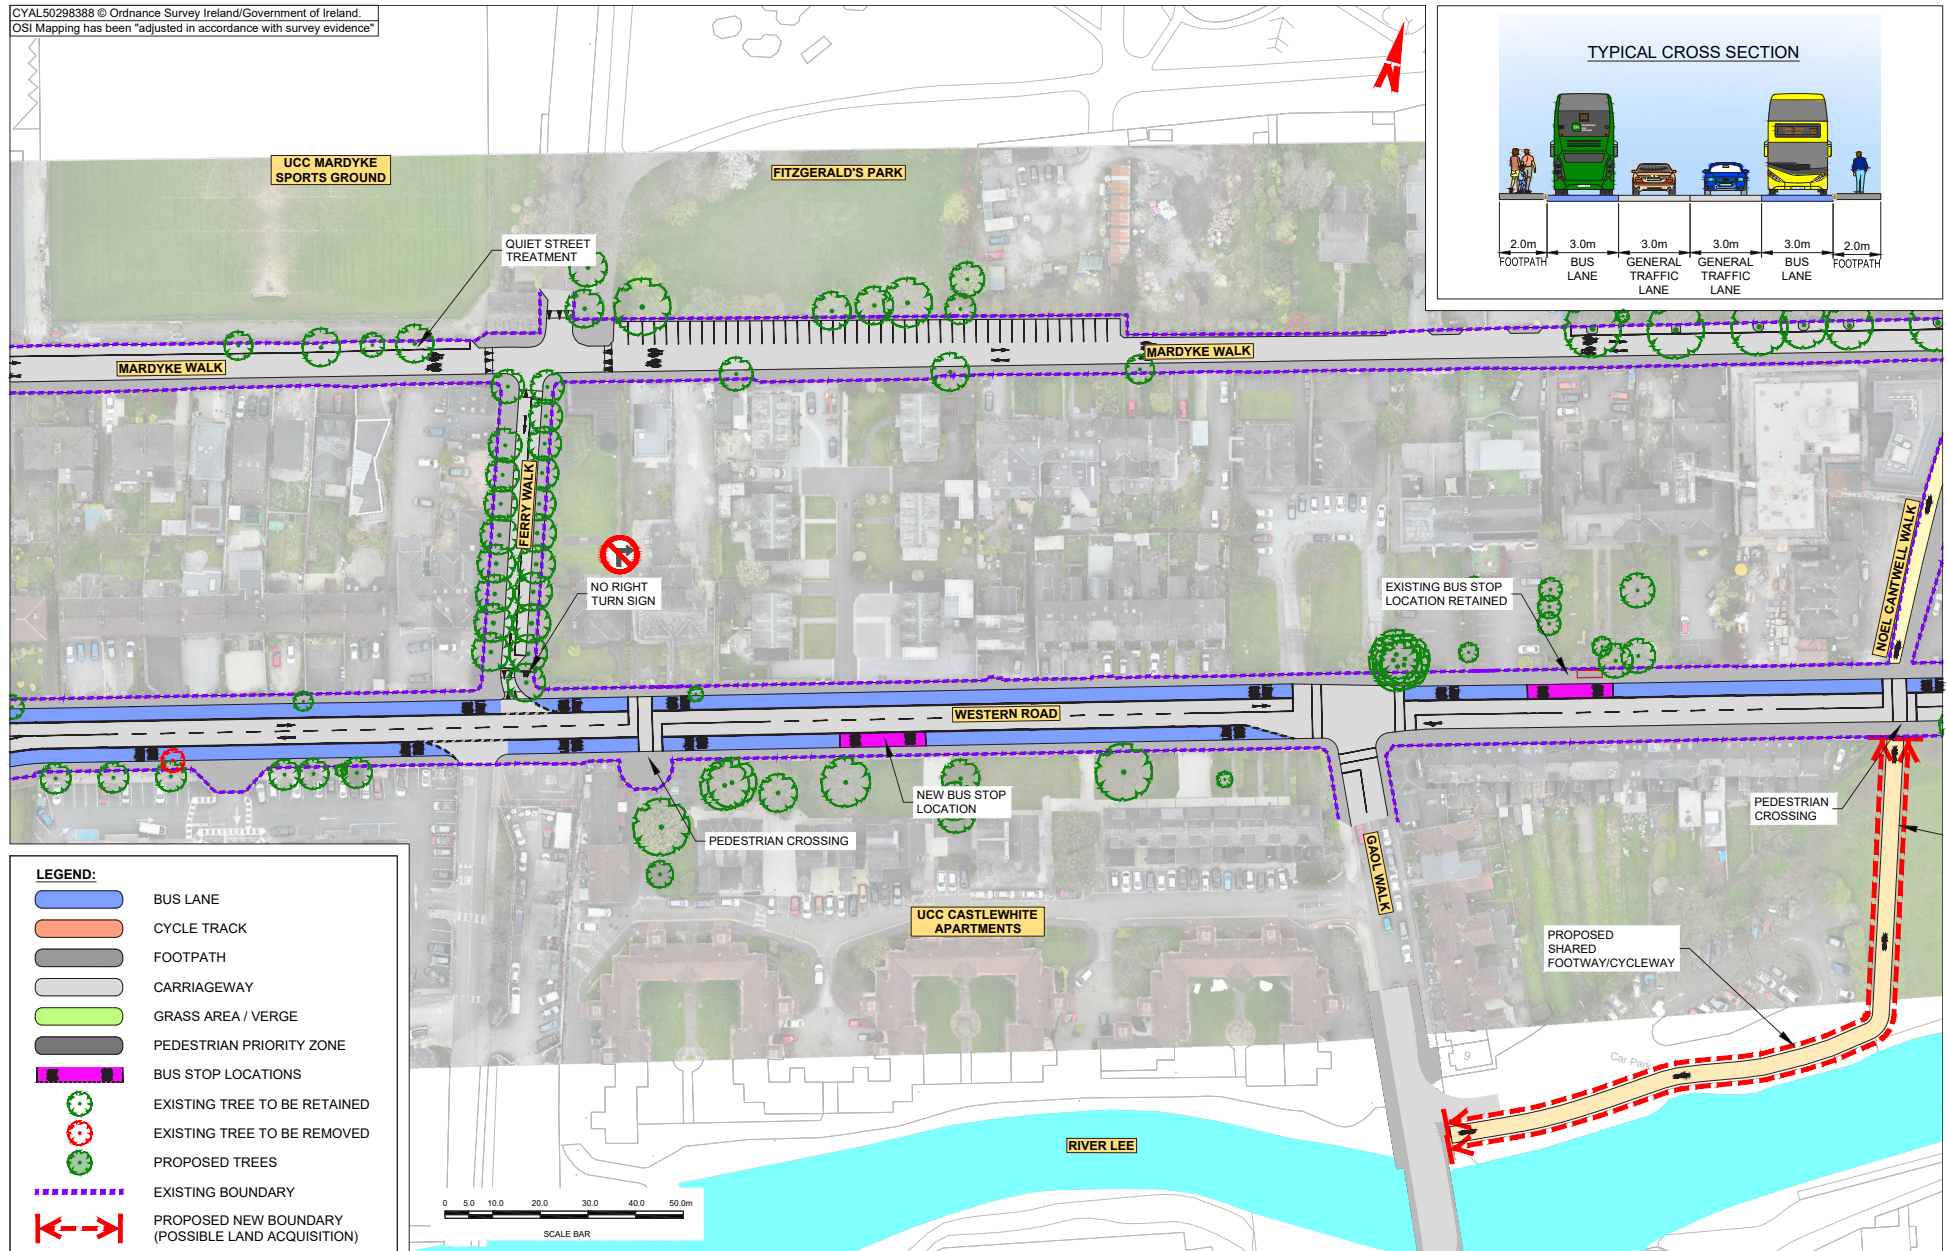 CYAL50298388 © Ordnance Survey Ireland/Government of Ireland.
OSI Mapping has been "adjusted in accordance with survey evidence"
TYPICAL CROSS SECTION
2.0m
FOOTPATH
3.0m
BUS
LANE
3.0m
GENERAL
TRAFFIC
LANE
3.0m
GENERAL
TRAFFIC
LANE
3.0m
BUS
LANE
2.0m
FOOTPATH
N
UCC MARDYKE
SPORTS GROUND
FITZGERALD'S PARK
QUIET STREET
TREATMENT
MARDYKE WALK
MARDYKE WALK
FERRY WALK
NO RIGHT
TURN SIGN
EXISTING BUS STOP
LOCATION RETAINED
NOEL CANTWELL WALK
WESTERN ROAD
NEW BUS STOP
LOCATION
PEDESTRIAN CROSSING
PEDESTRIAN
CROSSING
GAOL WALK
UCC CASTLEWHITE
APARTMENTS
PROPOSED
SHARED
FOOTWAY/CYCLEWAY
Car Park
9
RIVER LEE
LEGEND:
BUS LANE
CYCLE TRACK
FOOTPATH
CARRIAGEWAY
GRASS AREA / VERGE
PEDESTRIAN PRIORITY ZONE
BUS STOP LOCATIONS
EXISTING TREE TO BE RETAINED
EXISTING TREE TO BE REMOVED
PROPOSED TREES
EXISTING BOUNDARY
PROPOSED NEW BOUNDARY
(POSSIBLE LAND ACQUISITION)
0 5.0 10.0 20.0 30.0 40.0 50.0m
SCALE BAR